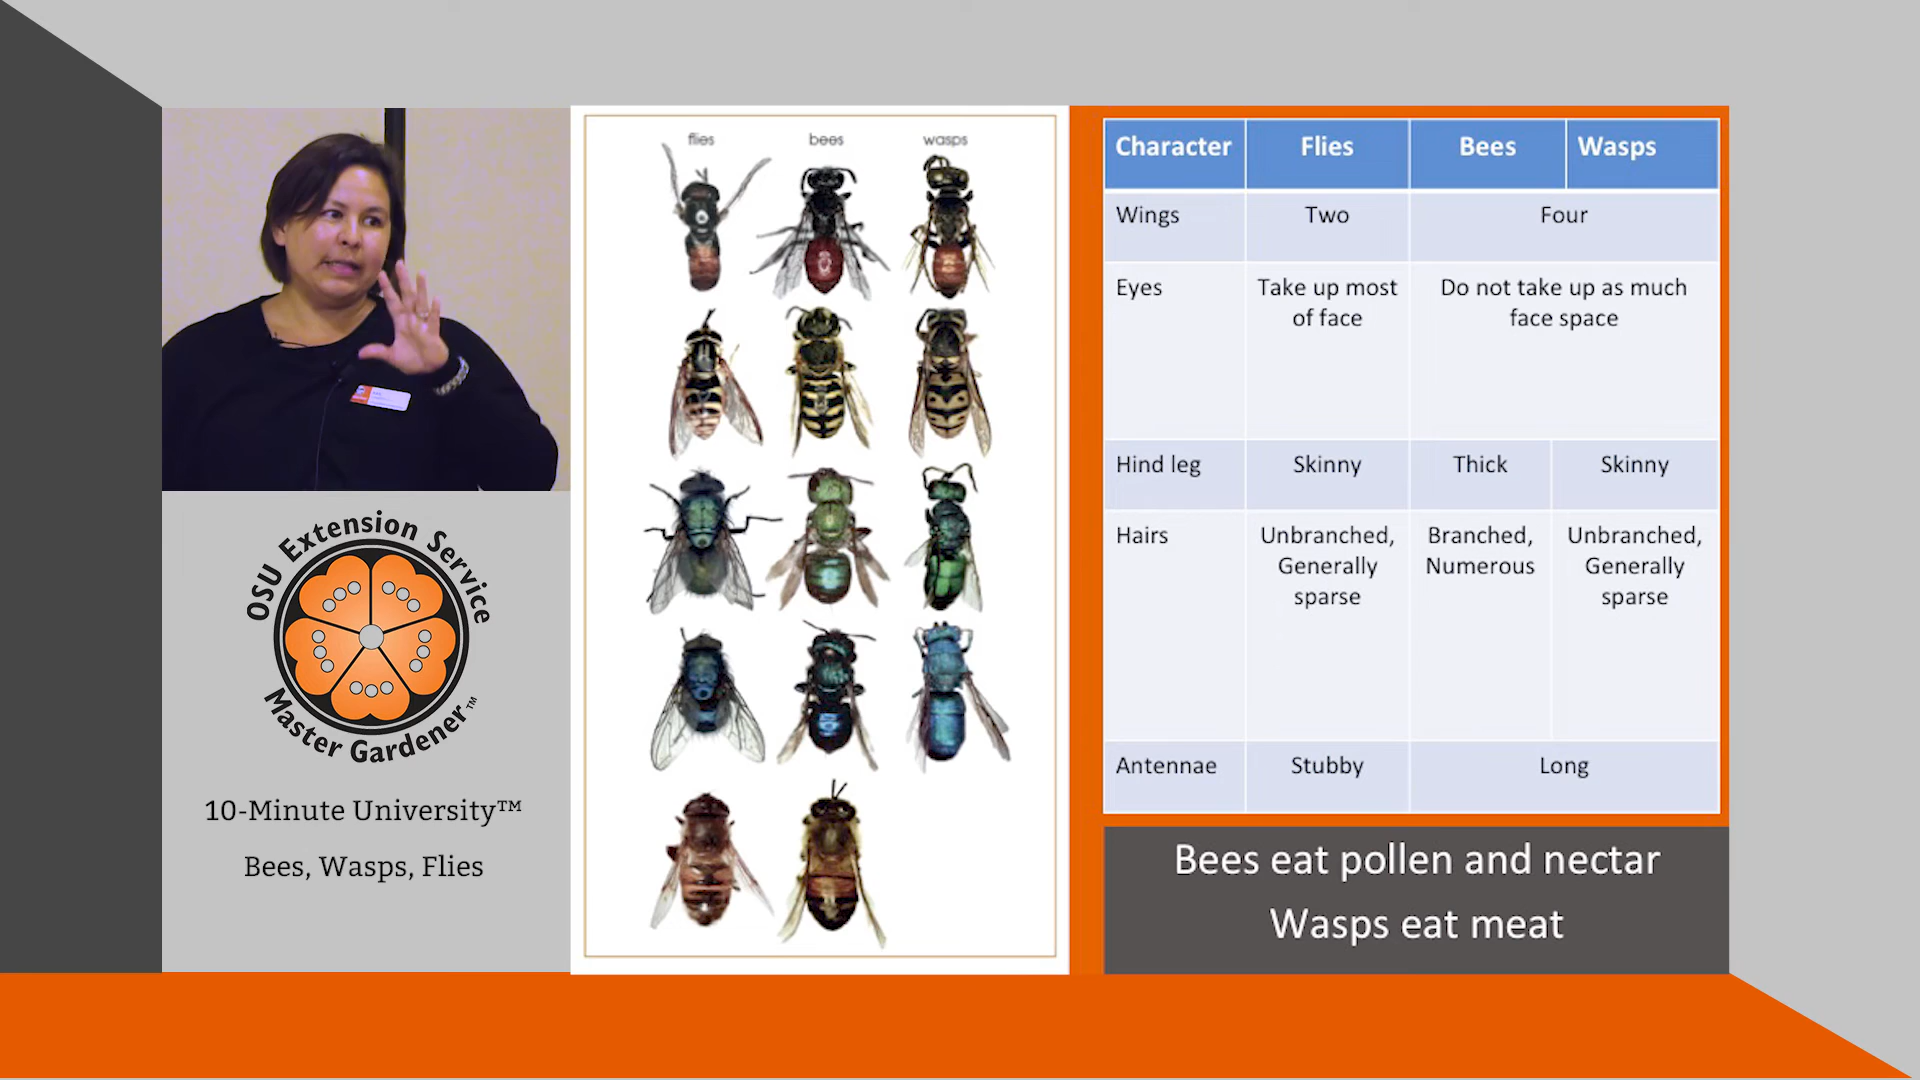 OSU Extension Service
Master Gardener™
10-Minute University™
Bees, Wasps, Flies
flies bees wasps
Character Flies Bees Wasps
Wings Two Four
Eyes Take up most Do not take up as much
of face face space
Hind leg Skinny Thick Skinny
Hairs Unbranched, Branched, Unbranched,
Generally Numerous Generally
sparse sparse
Antennae Stubby Long
Bees eat pollen and nectar
Wasps eat meat